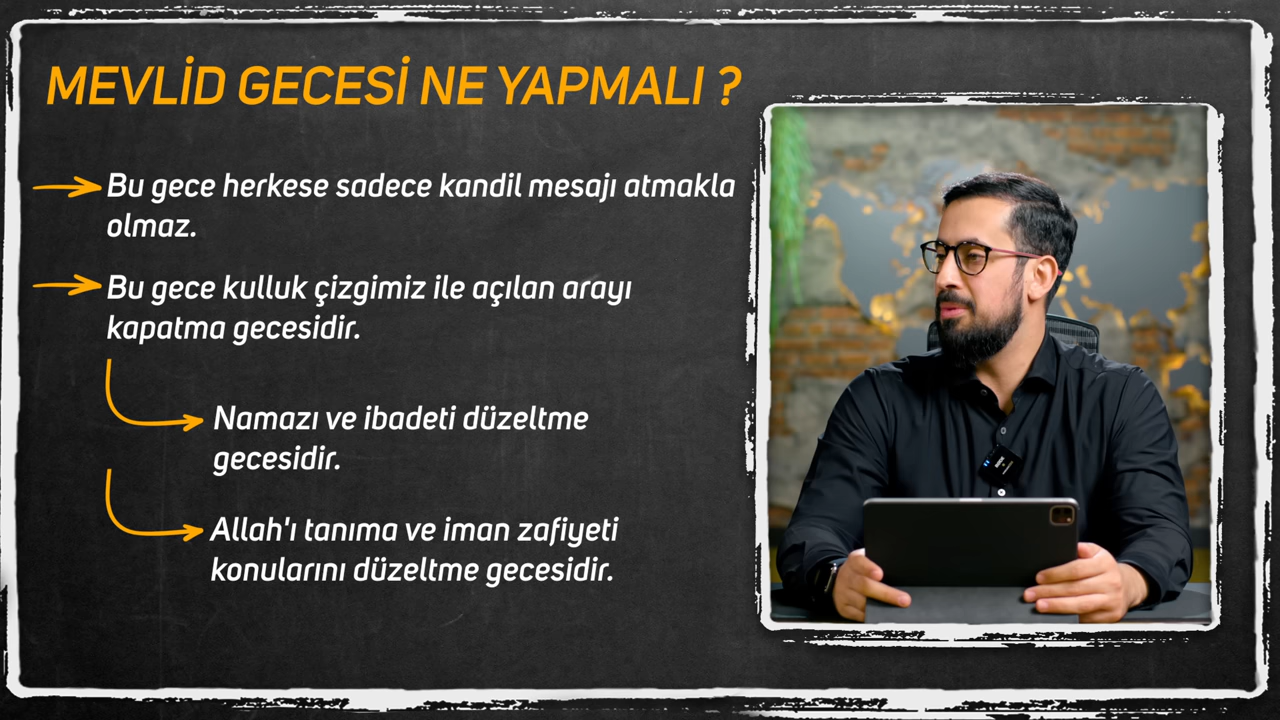 MEVLİD GECESİ NE YAPMALI ?
Bu gece herkese sadece kandil mesajı atmakla
olmaz.
Bu gece kulluk çizgimiz ile açılan arayı
kapatma gecesidir.
Namazı ve ibadeti düzeltme
gecesidir.
Allah'ı tanıma ve iman zafiyeti
konularını düzeltme gecesidir.